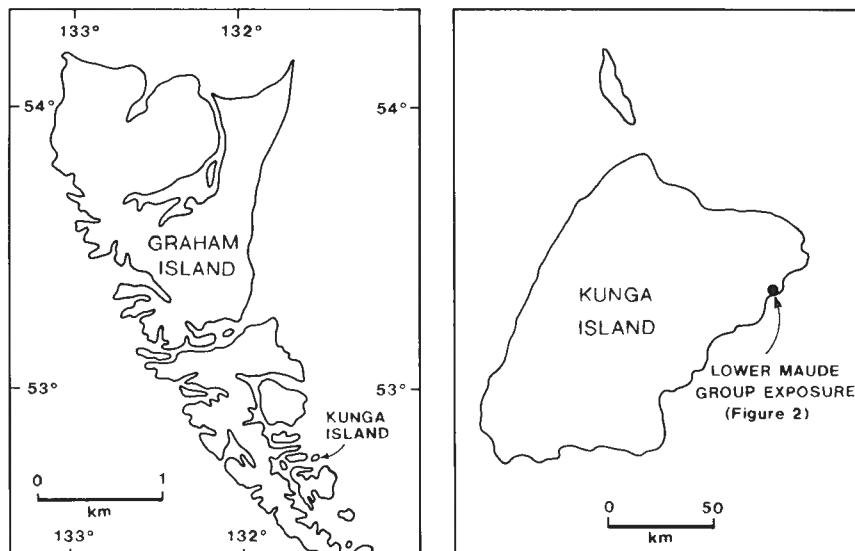 133° 132°
54° 54°
GRAHAM
ISLAND
53° 53°
KUNGA
ISLAND
0 1
km
133° 132°
KUNGA
ISLAND
LOWER MAUDE
GROUP EXPOSURE
(Figure 2)
0 50
km